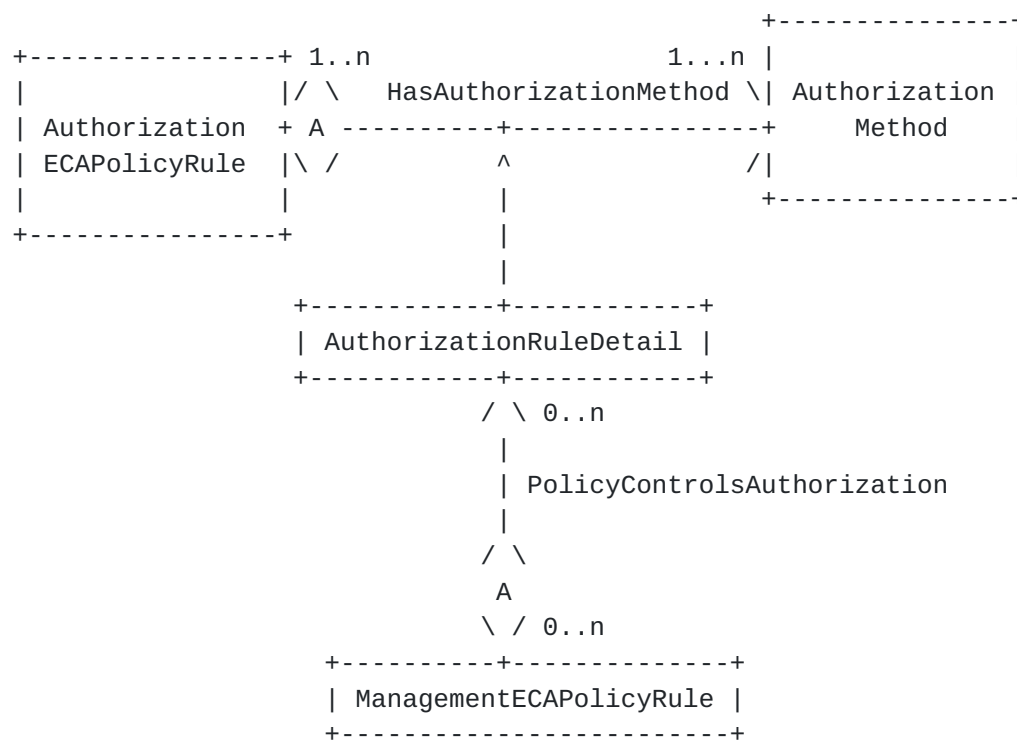 1..n 1...n
HasAuthorizationMethod Authorization
Authorization A Method
ECAPolicyRule
AuthorizationRuleDetail
0..n
PolicyControlsAuthorization
A
0..n
ManagementECAPolicyRule